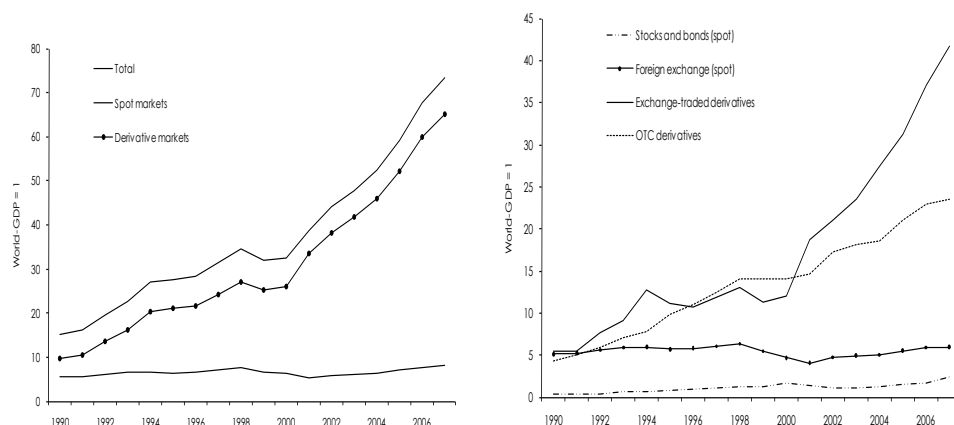 80
70
60
50
40
30
20
10
0
World-GDP = 1
Total
Spot markets
Derivative markets
1990 1992 1994 1996 1998 2000 2002 2004 2006
45
40
35
30
25
20
15
10
5
0
World-GDP = 1
Stocks and bonds (spot)
Foreign exchange (spot)
Exchange-traded derivatives
OTC derivatives
1990 1992 1994 1996 1998 2000 2002 2004 2006